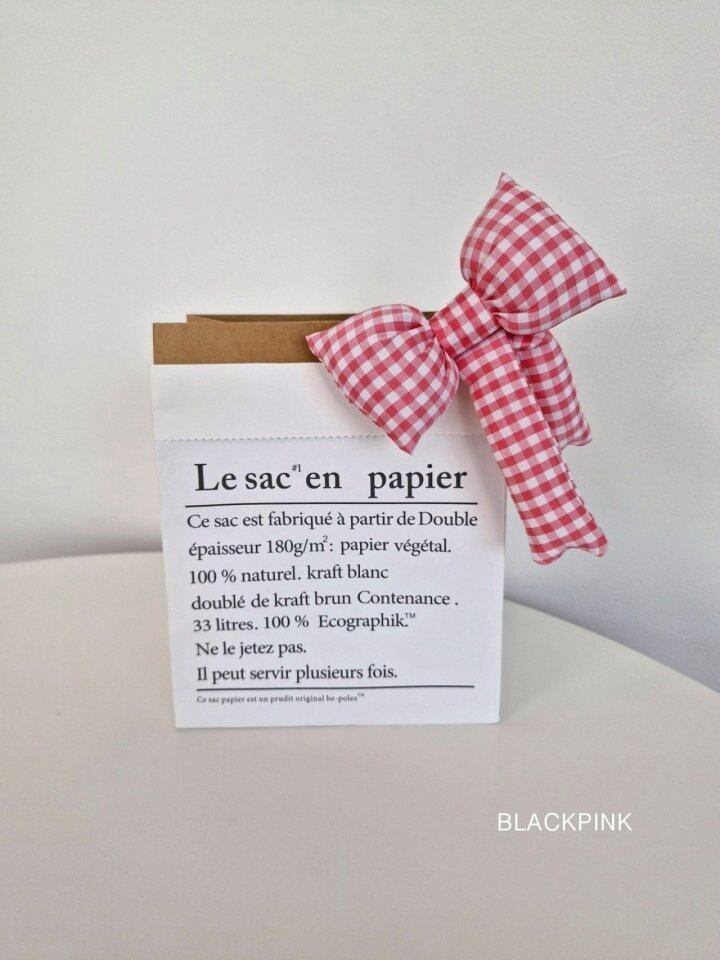 Le sac#1 en papier
Ce sac est fabriqué à partir de Double
épaisseur 180g/m²: papier végétal.
100 % naturel. kraft blanc
doublé de kraft brun Contenance .
33 litres. 100 % Ecographik.™
Ne le jetez pas.
Il peut servir plusieurs fois.
Ce sac papier est un prudit original be-poles™
BLACKPINK